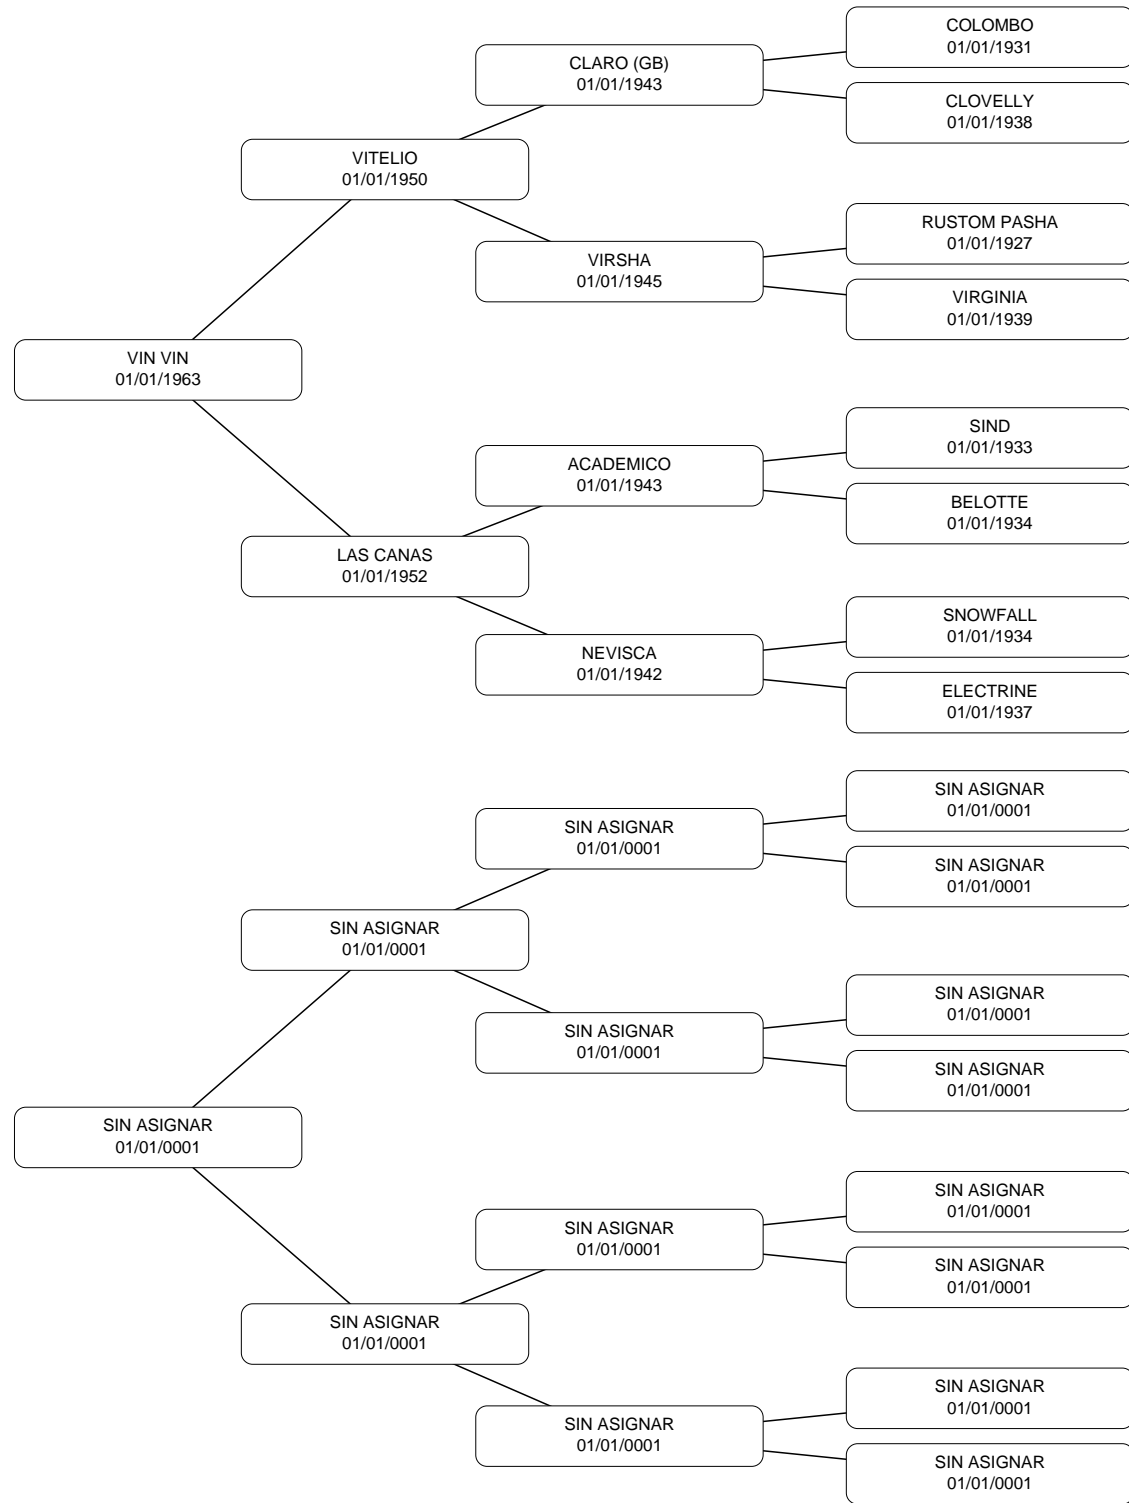 COLOMBO
01/01/1931
CLARO (GB)
01/01/1943
CLOVELLY
01/01/1938
VITELIO
01/01/1950
RUSTOM PASHA
01/01/1927
VIRSHA
01/01/1945
VIRGINIA
01/01/1939
VIN VIN
01/01/1963
SIND
01/01/1933
ACADEMICO
01/01/1943
BELOTTE
01/01/1934
LAS CANAS
01/01/1952
SNOWFALL
01/01/1934
NEVISCA
01/01/1942
ELECTRINE
01/01/1937
SIN ASIGNAR
01/01/0001
SIN ASIGNAR
01/01/0001
SIN ASIGNAR
01/01/0001
SIN ASIGNAR
01/01/0001
SIN ASIGNAR
01/01/0001
SIN ASIGNAR
01/01/0001
SIN ASIGNAR
01/01/0001
SIN ASIGNAR
01/01/0001
SIN ASIGNAR
01/01/0001
SIN ASIGNAR
01/01/0001
SIN ASIGNAR
01/01/0001
SIN ASIGNAR
01/01/0001
SIN ASIGNAR
01/01/0001
SIN ASIGNAR
01/01/0001
SIN ASIGNAR
01/01/0001